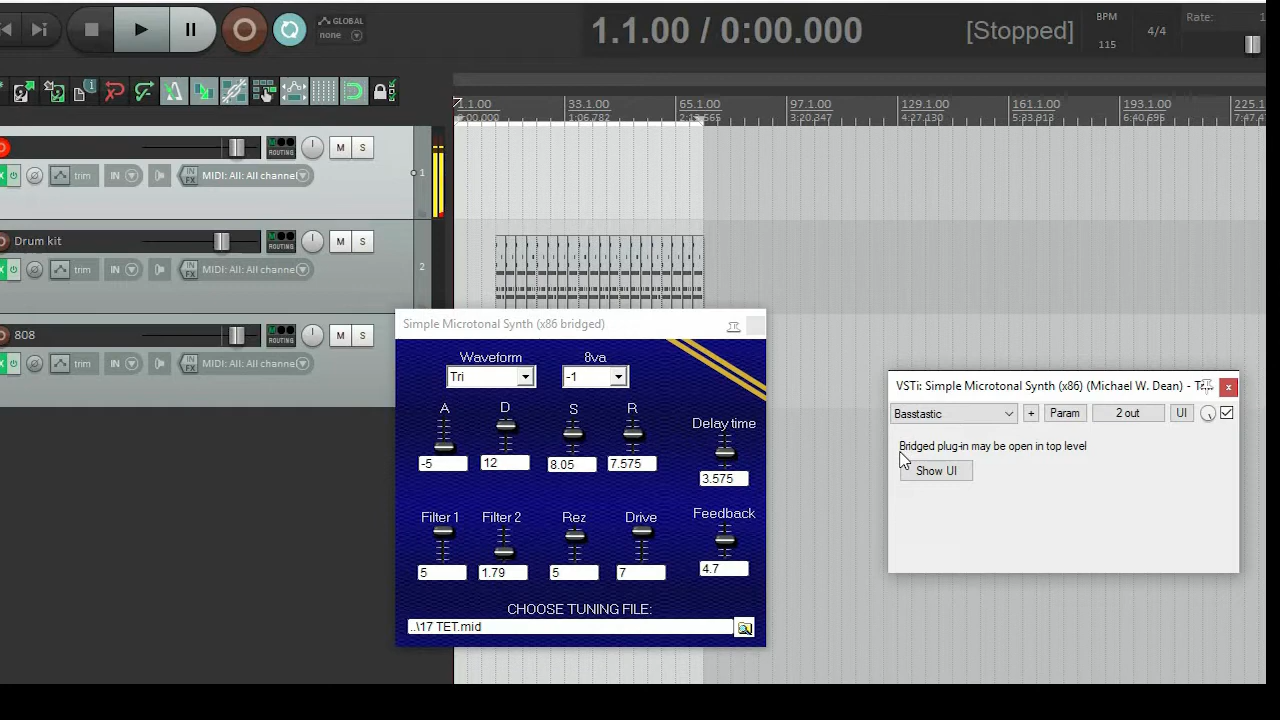 GLOBAL
none
1.1.00 / 0:00.000
[Stopped]
BPM
115
4/4
Rate:
1.1.00
33.1.00
1:06.782
65.1.00
97.1.00
3:20.347
129.1.00
4:27.130
161.1.00
5:33.913
193.1.00
6:40.695
225.1
7:47.4
ROUTING
M S
trim
IN
IN FX
MIDI: All: All channel
1
Drum kit
ROUTING
M S
trim
IN
IN FX
MIDI: All: All channel
2
808
ROUTING
M S
trim
IN
IN FX
MIDI: All: All channel
Simple Microtonal Synth (x86 bridged)
Waveform
8va
Tri
-1
A
D
S
R
Delay time
-5
12
8.05
7.575
3.575
Filter 1
Filter 2
Rez
Drive
Feedback
5
1.79
5
7
4.7
CHOOSE TUNING FILE:
..\17 TET.mid
VSTi: Simple Microtonal Synth (x86) (Michael W. Dean) -
x
Basstastic
+
Param
2 out
UI
Bridged plug-in may be open in top level
Show UI